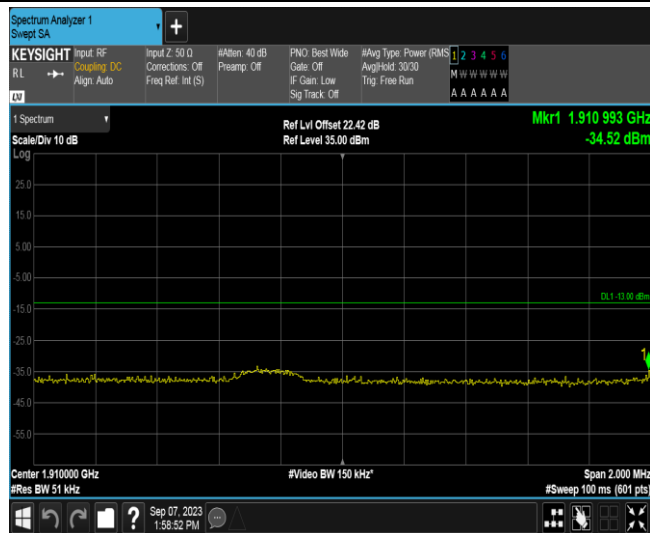 Spectrum Analyzer 1
Swept SA
+
KEYSIGHT
RL
LXI
Input: RF
Coupling: DC
Align: Auto
Input Z: 50 Ω
Corrections: Off
Freq Ref: Int (S)
#Atten: 40 dB
Preamp: Off
PNO: Best Wide
Gate: Off
IF Gain: Low
Sig Track: Off
#Avg Type: Power (RMS
Avg|Hold: 30/30
Trig: Free Run
1 2 3 4 5 6
M W W W W W
A A A A A A
1 Spectrum
Scale/Div 10 dB
Log
Ref Lvl Offset 22.42 dB
Ref Level 35.00 dBm
Mkr1 1.910 993 GHz
-34.52 dBm
25.0
15.0
5.00
-5.00
DL1 -13.00 dBm
-15.0
-25.0
1
-35.0
-45.0
-55.0
Center 1.910000 GHz
#Res BW 51 kHz
#Video BW 150 kHz*
Span 2.000 MHz
#Sweep 100 ms (601 pts)
?
Sep 07, 2023
1:58:52 PM